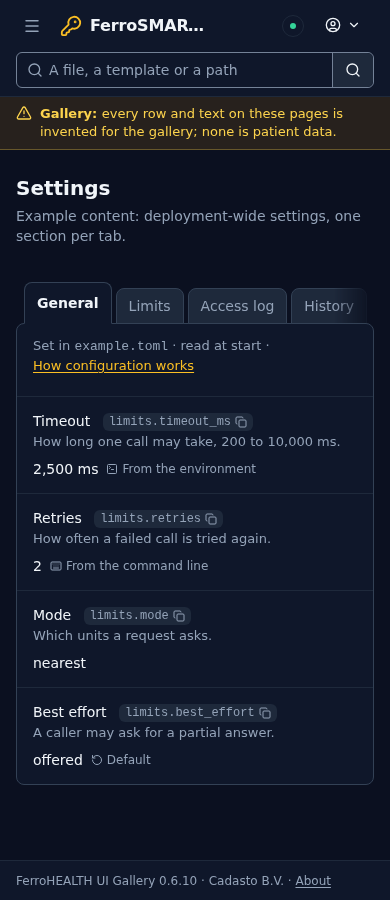 FerroSMAR...
A file, a template or a path
Gallery: every row and text on these pages is
invented for the gallery; none is patient data.
Settings
Example content: deployment-wide settings, one
section per tab.
General Limits Access log History
Set in example.toml · read at start ·
How configuration works
Timeout limits.timeout_ms
How long one call may take, 200 to 10,000 ms.
2,500 ms From the environment
Retries limits.retries
How often a failed call is tried again.
2 From the command line
Mode limits.mode
Which units a request asks.
nearest
Best effort limits.best_effort
A caller may ask for a partial answer.
offered Default
FerroHEALTH UI Gallery 0.6.10 · Cadasto B.V. · About